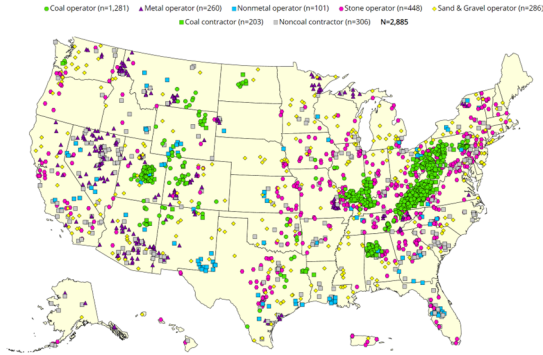 Coal operator (n=1,281) Metal operator (n=260) Nonmetal operator (n=101) Stone operator (n=448) Sand & Gravel operator (n=286)
Coal contractor (n=203) Noncoal contractor (n=306) N=2,885